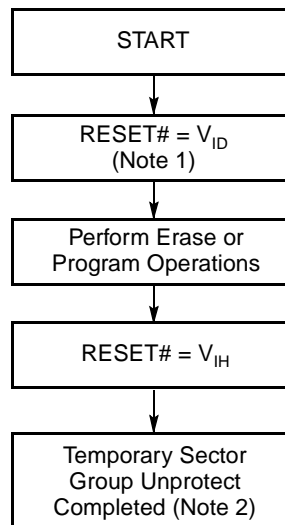 START
RESET# = V_ID
(Note 1)
Perform Erase or
Program Operations
RESET# = V_IH
Temporary Sector
Group Unprotect
Completed (Note 2)